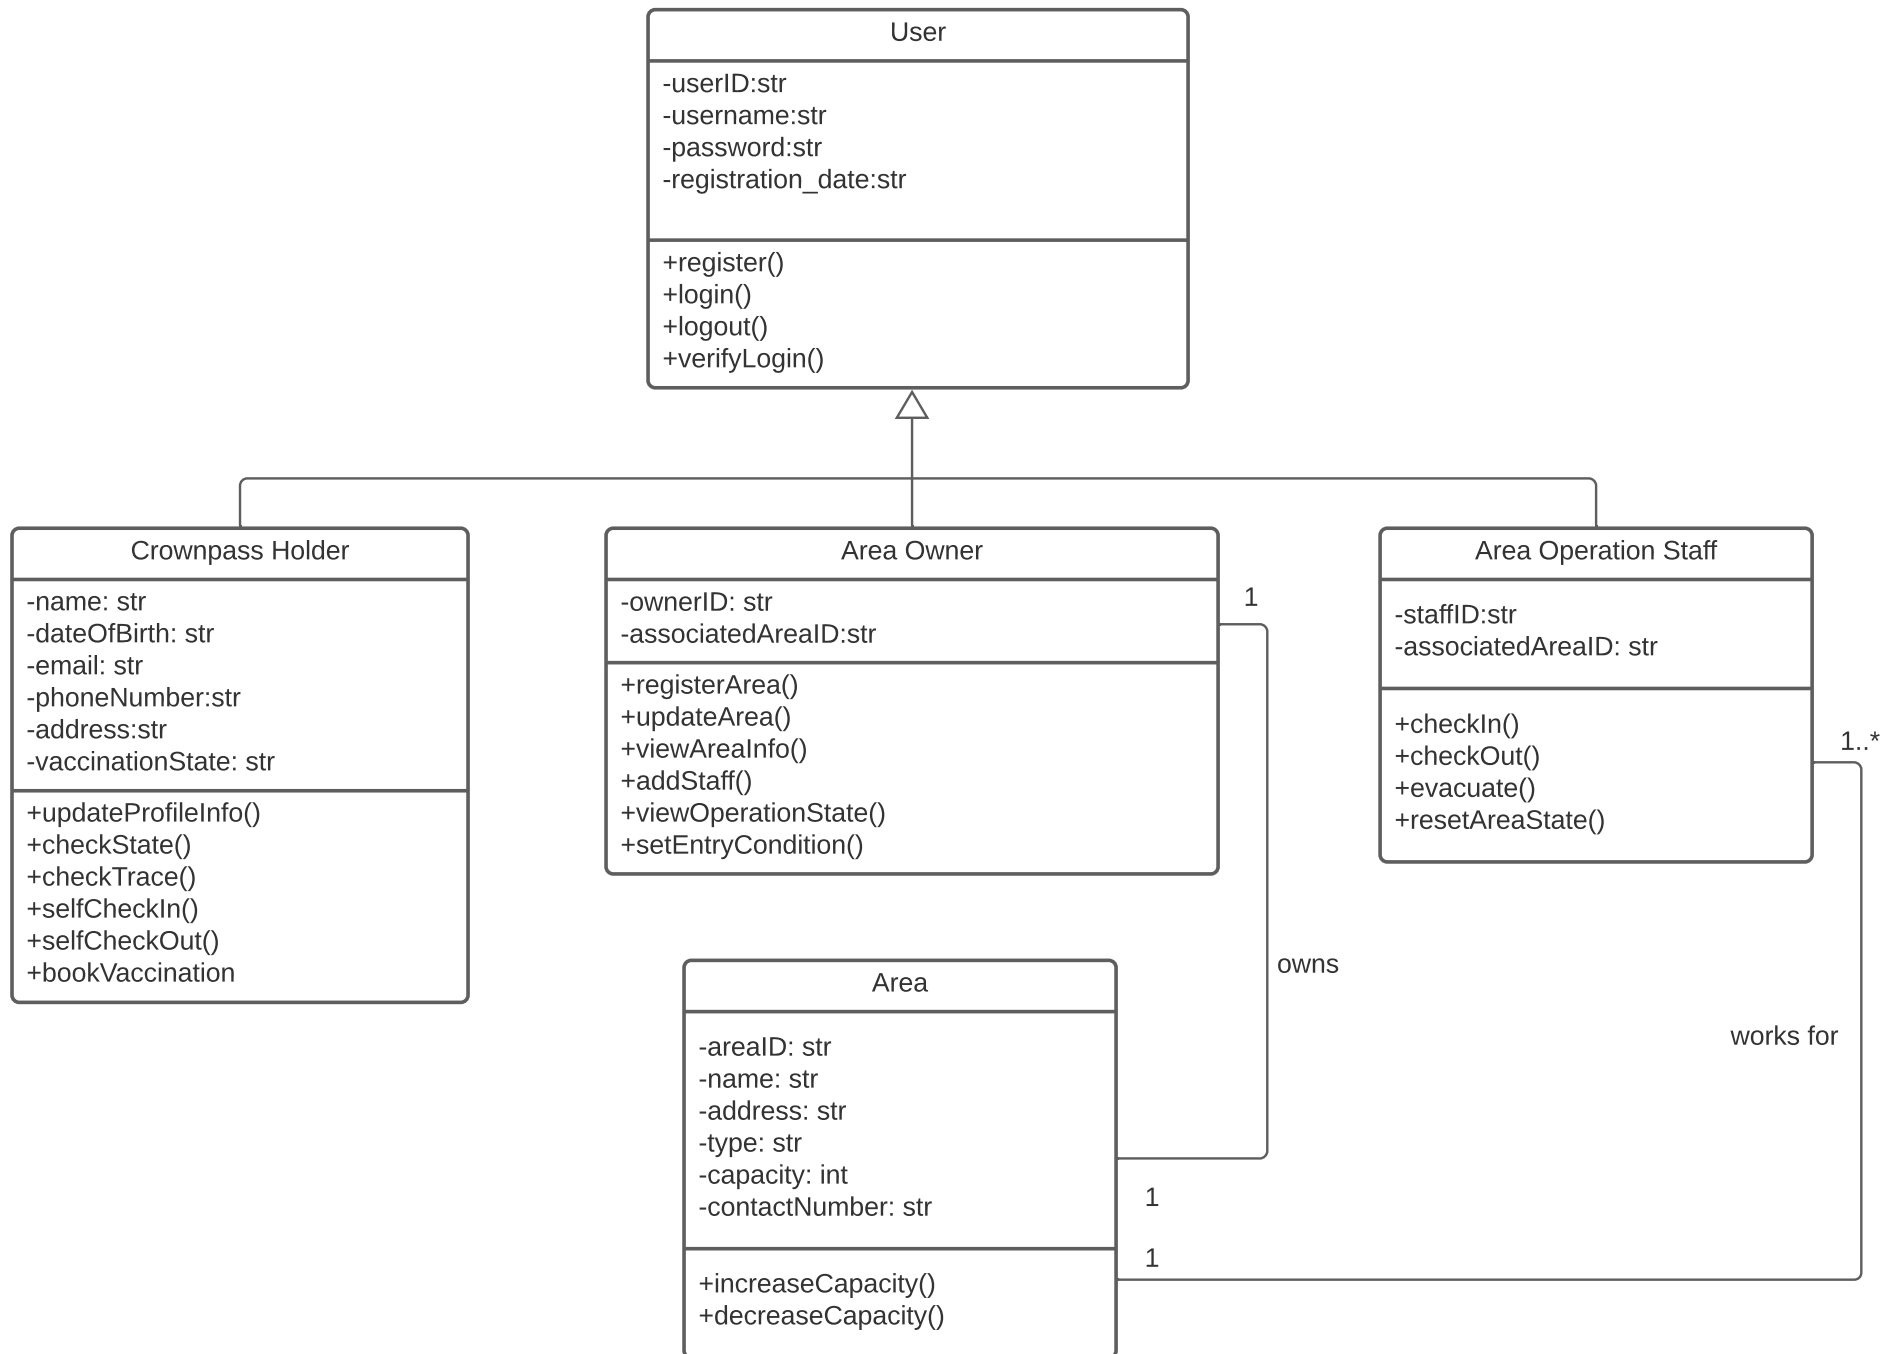 User
-userID:str
-username:str
-password:str
-registration_date:str
+register()
+login()
+logout()
+verifyLogin()
Crownpass Holder
-name: str
-dateOfBirth: str
-email: str
-phoneNumber:str
-address:str
-vaccinationState: str
+updateProfileInfo()
+checkState()
+checkTrace()
+selfCheckIn()
+selfCheckOut()
+bookVaccination
Area Owner
-ownerID: str
-associatedAreaID:str
+registerArea()
+updateArea()
+viewAreaInfo()
+addStaff()
+viewOperationState()
+setEntryCondition()
1
owns
Area Operation Staff
-staffID:str
-associatedAreaID: str
+checkIn()
+checkOut()
+evacuate()
+resetAreaState()
1..*
works for
Area
-areaID: str
-name: str
-address: str
-type: str
-capacity: int
-contactNumber: str
+increaseCapacity()
+decreaseCapacity()
1
1